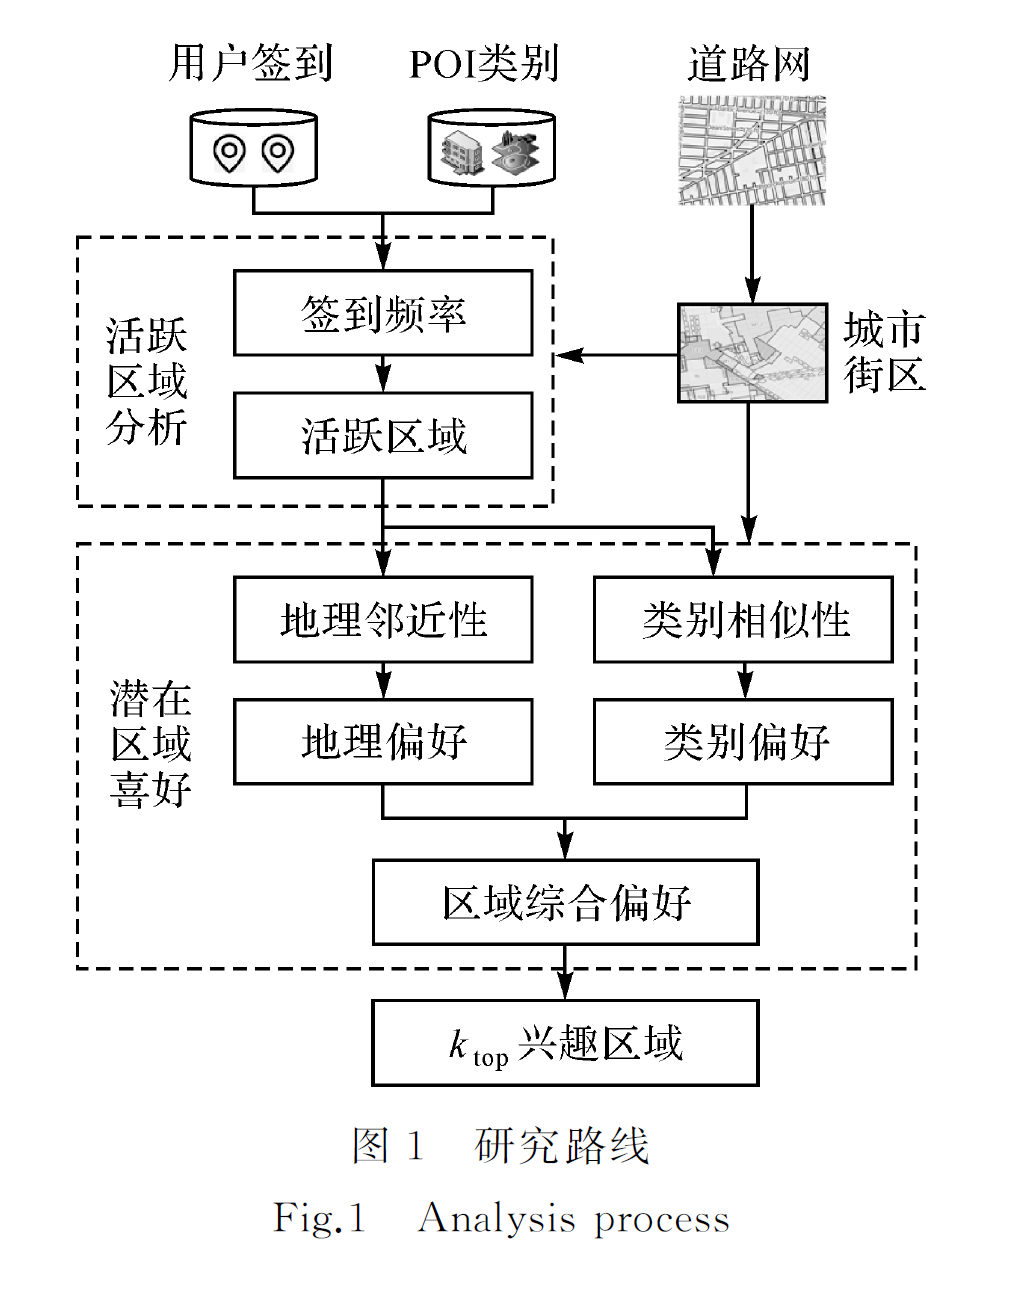 用户签到
POI类别
道路网
签到频率
活跃
区域
分析
城市
街区
活跃区域
地理邻近性
类别相似性
潜在
区域
喜好
地理偏好
类别偏好
区域综合偏好
k top 兴趣区域
图 1 研究路线
Fig.1 Analysis process